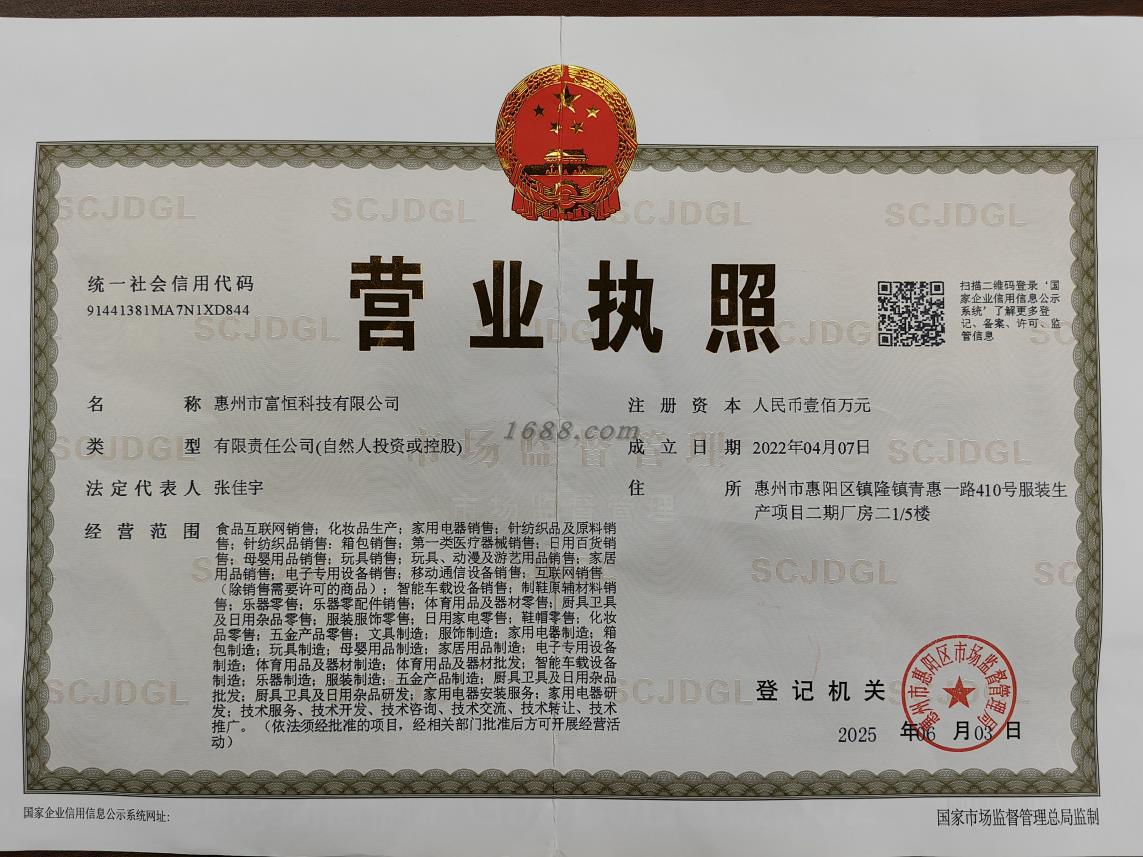 营业执照
统一社会信用代码
91441381MA7N1XD844
扫描二维码登录‘国
家企业信用信息公示
系统’了解更多登
记、备案、许可、监
管信息
名称 惠州市富恒科技有限公司
类型 有限责任公司(自然人投资或控股)
法定代表人 张佳宇
经营范围 食品互联网销售；化妆品生产；家用电器销售；针纺织品及原料销
售；针纺织品销售；箱包销售；第一类医疗器械销售；日用百货销
售；母婴用品销售；玩具销售；玩具、动漫及游艺用品销售；家居
用品销售；电子专用设备销售；移动通信设备销售；互联网销售
（除销售需要许可的商品）；智能车载设备销售；制鞋原辅材料销
售；乐器零售；乐器零配件销售；体育用品及器材零售；厨具卫具
及日用杂品零售；服装服饰零售；日用家电零售；鞋帽零售；化妆
品零售；五金产品零售；文具制造；服饰制造；家用电器制造；箱
包制造；玩具制造；母婴用品制造；家居用品制造；电子专用设备
制造；体育用品及器材制造；体育用品及器材批发；智能车载设备
制造；乐器制造；服装制造；五金产品制造；厨具卫具及日用杂品
批发；厨具卫具及日用杂品研发；家用电器安装服务；家用电器研
发；技术服务、技术开发、技术咨询、技术交流、技术转让、技术
推广。（依法须经批准的项目，经相关部门批准后方可开展经营活
动）
注册资本 人民币壹佰万元
成立日期 2022年04月07日
住所 惠州市惠阳区镇隆镇青惠一路410号服装生
产项目二期厂房二1/5楼
1688.com
市场监督管理
市场监督管理
SCJDGL
登记机关
惠州市惠阳区市场监督管理局
2025年06月03日
国家企业信用信息公示系统网址:
国家市场监督管理总局监制